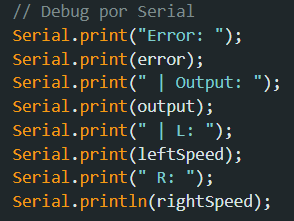 // Debug por Serial
Serial.print("Error: ");
Serial.print(error);
Serial.print(" | Output: ");
Serial.print(output);
Serial.print(" | L: ");
Serial.print(leftSpeed);
Serial.print(" R: ");
Serial.println(rightSpeed);